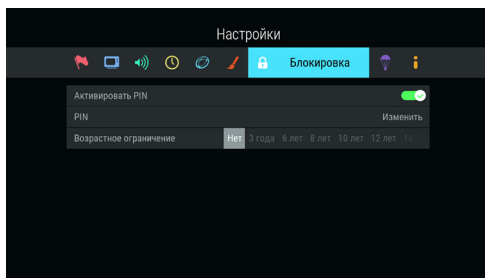 Настройки
Блокировка
Активировать PIN
PIN Изменить
Возрастное ограничение Нет 3 года 6 лет 8 лет 10 лет 12 лет 14